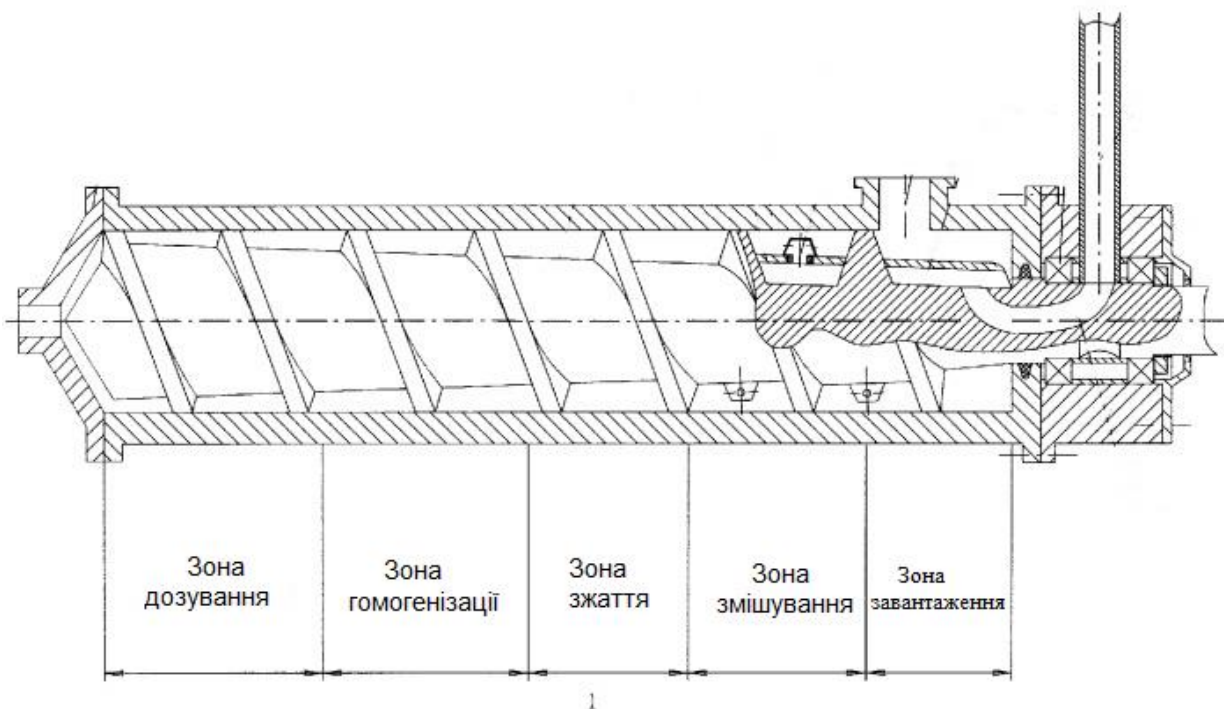 Зона
дозування
Зона
гомогенізації
Зона
зжаття
Зона
змішування
Зона
завантаження
1